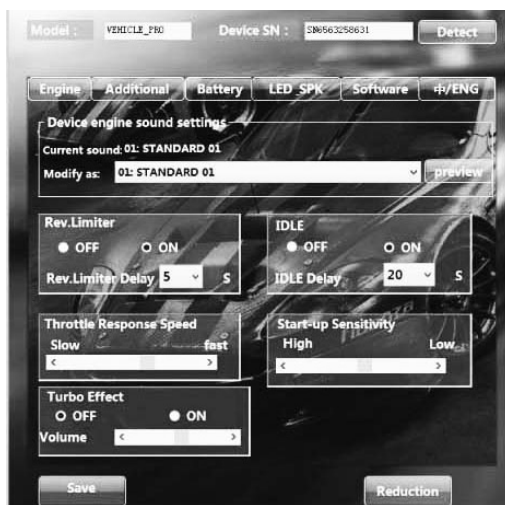 Model : VEHICLE_PRO Device SN : SN6563258631 Detect
Engine Additional Battery LED_SPK Software 中/ENG
Device engine sound settings
Current sound: 01: STANDARD 01
Modify as: 01: STANDARD 01 preview
Rev.Limiter IDLE
OFF ON OFF ON
Rev.Limiter Delay 5 S IDLE Delay 20 S
Throttle Response Speed Start-up Sensitivity
Slow fast High Low
Turbo Effect
OFF ON
Volume
Save Reduction